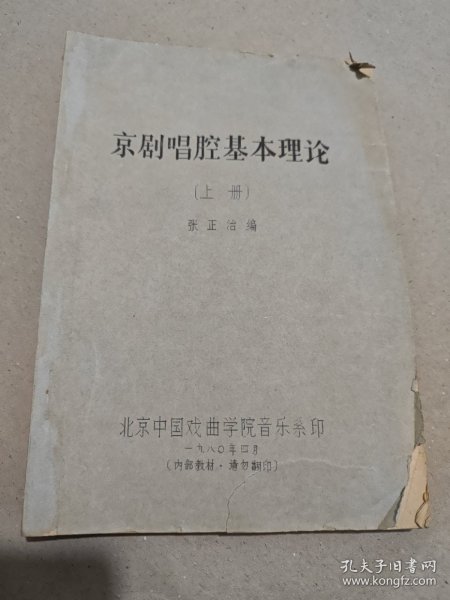 京剧唱腔基本理论
(上 册)
张 正 治 编
北京中国戏曲学院音乐系印
一九八〇年四月
(内部教材·请勿翻印)
孔夫子旧书网
www.kongfz.com